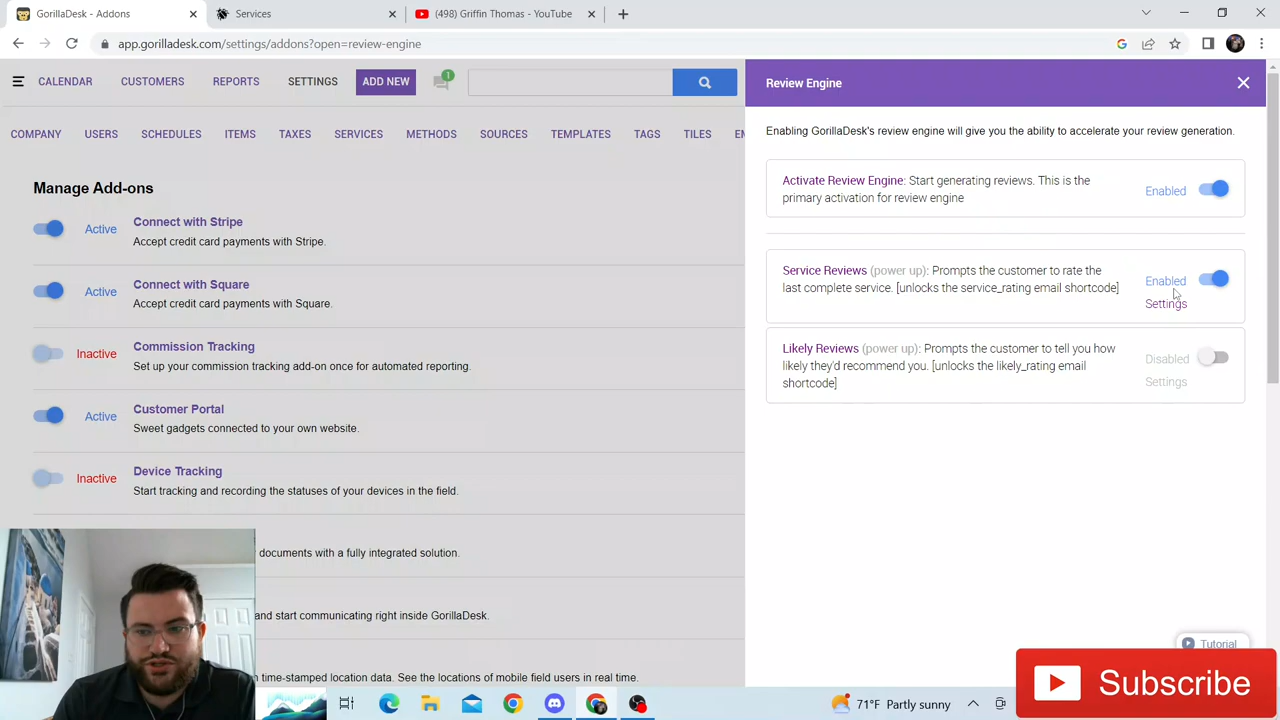 GorillaDesk - Addons
Services
(498) Griffin Thomas - YouTube
app.gorilladesk.com/settings/addons?open=review-engine
CALENDAR CUSTOMERS REPORTS SETTINGS ADD NEW 1
COMPANY USERS SCHEDULES ITEMS TAXES SERVICES METHODS SOURCES TEMPLATES TAGS TILES
Manage Add-ons
Active Connect with Stripe
Accept credit card payments with Stripe.
Active Connect with Square
Accept credit card payments with Square.
Inactive Commission Tracking
Set up your commission tracking add-on once for automated reporting.
Active Customer Portal
Sweet gadgets connected to your own website.
Inactive Device Tracking
Start tracking and recording the statuses of your devices in the field.
documents with a fully integrated solution.
and start communicating right inside GorillaDesk.
time-stamped location data. See the locations of mobile field users in real time.
Review Engine
Enabling GorillaDesk's review engine will give you the ability to accelerate your review generation.
Activate Review Engine: Start generating reviews. This is the
primary activation for review engine
Enabled
Service Reviews (power up): Prompts the customer to rate the
last complete service. [unlocks the service_rating email shortcode]
Enabled
Settings
Likely Reviews (power up): Prompts the customer to tell you how
likely they'd recommend you. [unlocks the likely_rating email
shortcode]
Disabled
Settings
Tutorial
Subscribe
71°F Partly sunny